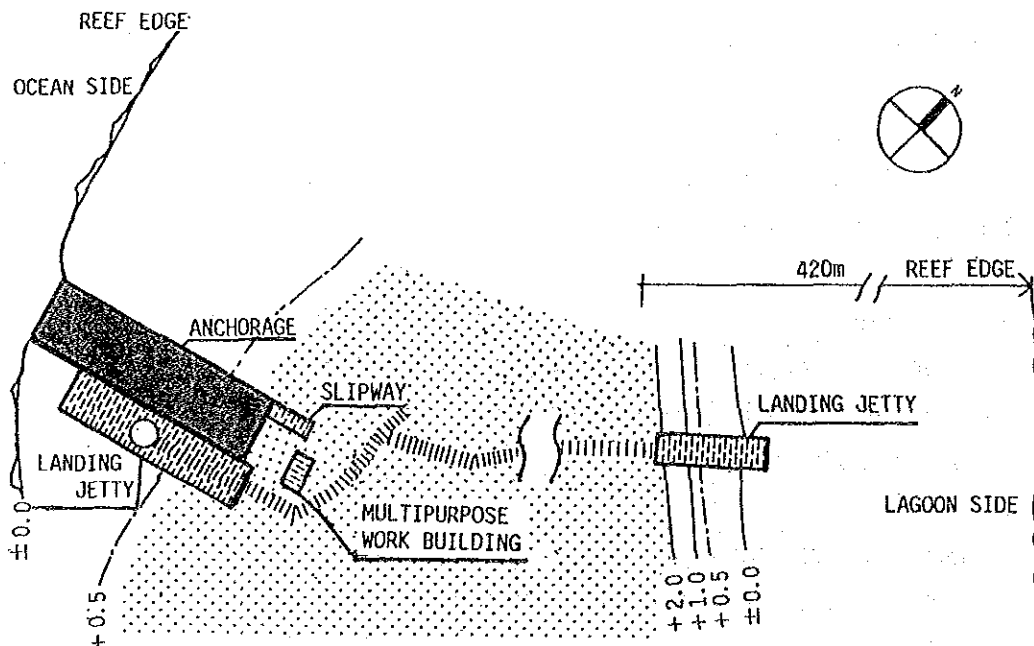 REEF EDGE
OCEAN SIDE
N
420m
REEF EDGE
ANCHORAGE
SLIPWAY
LANDING JETTY
LANDING
JETTY
LAGOON SIDE
MULTIPURPOSE
WORK BUILDING
±0.0
+0.5
+2.0
+1.0
+0.5
±0.0